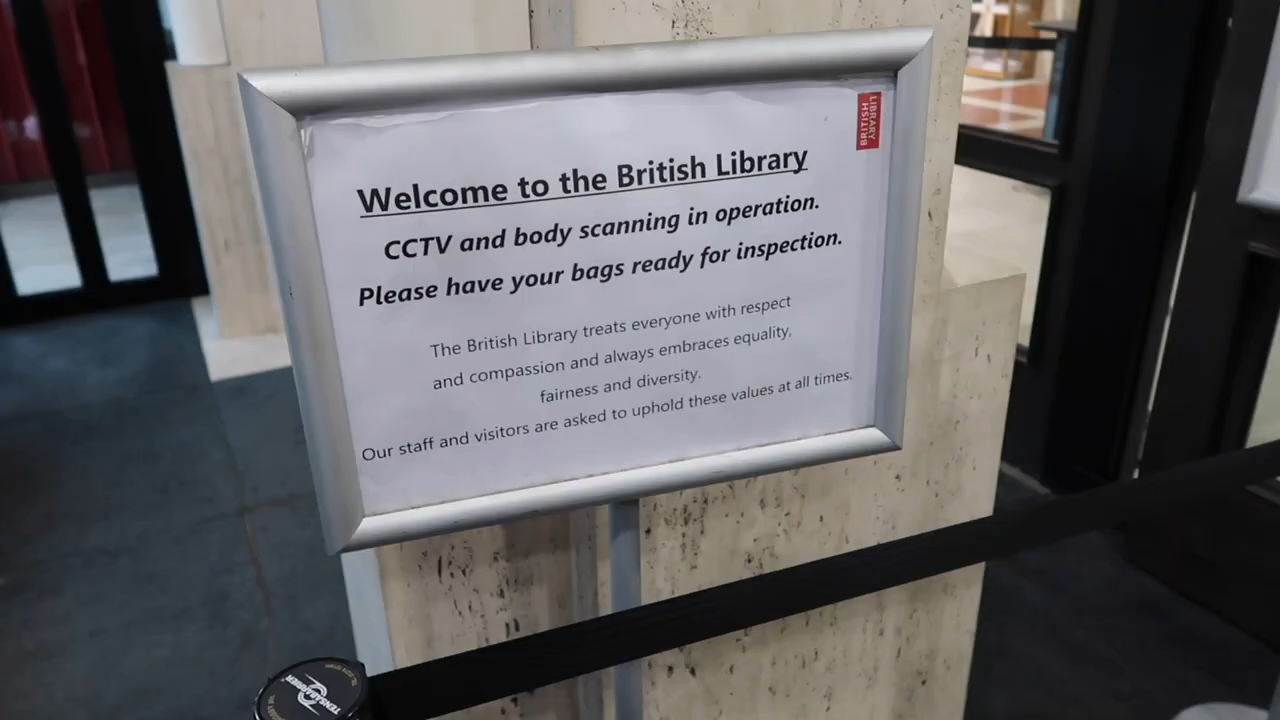 BRITISH
LIBRARY
Welcome to the British Library
CCTV and body scanning in operation.
Please have your bags ready for inspection.
The British Library treats everyone with respect
and compassion and always embraces equality,
fairness and diversity.
Our staff and visitors are asked to uphold these values at all times.
TENSABARRIER